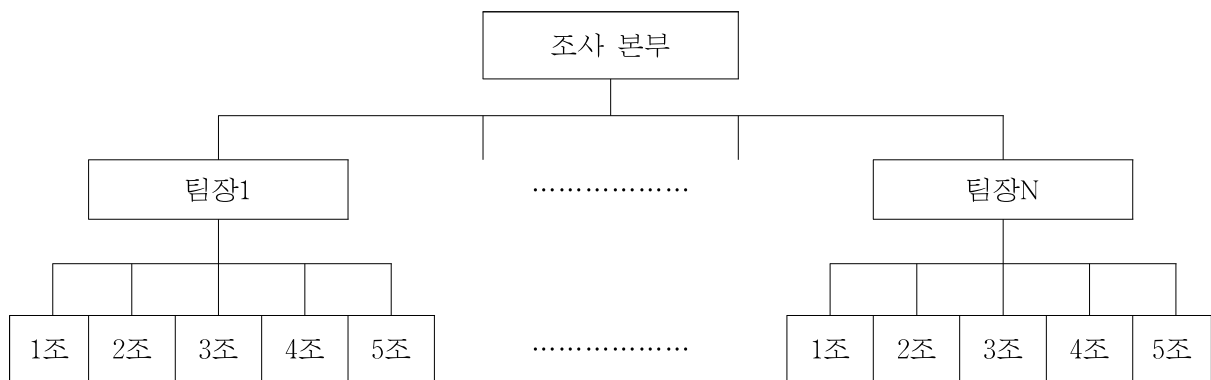 조사 본부
팀장1 ……………… 팀장N
1조 2조 3조 4조 5조 ……………… 1조 2조 3조 4조 5조